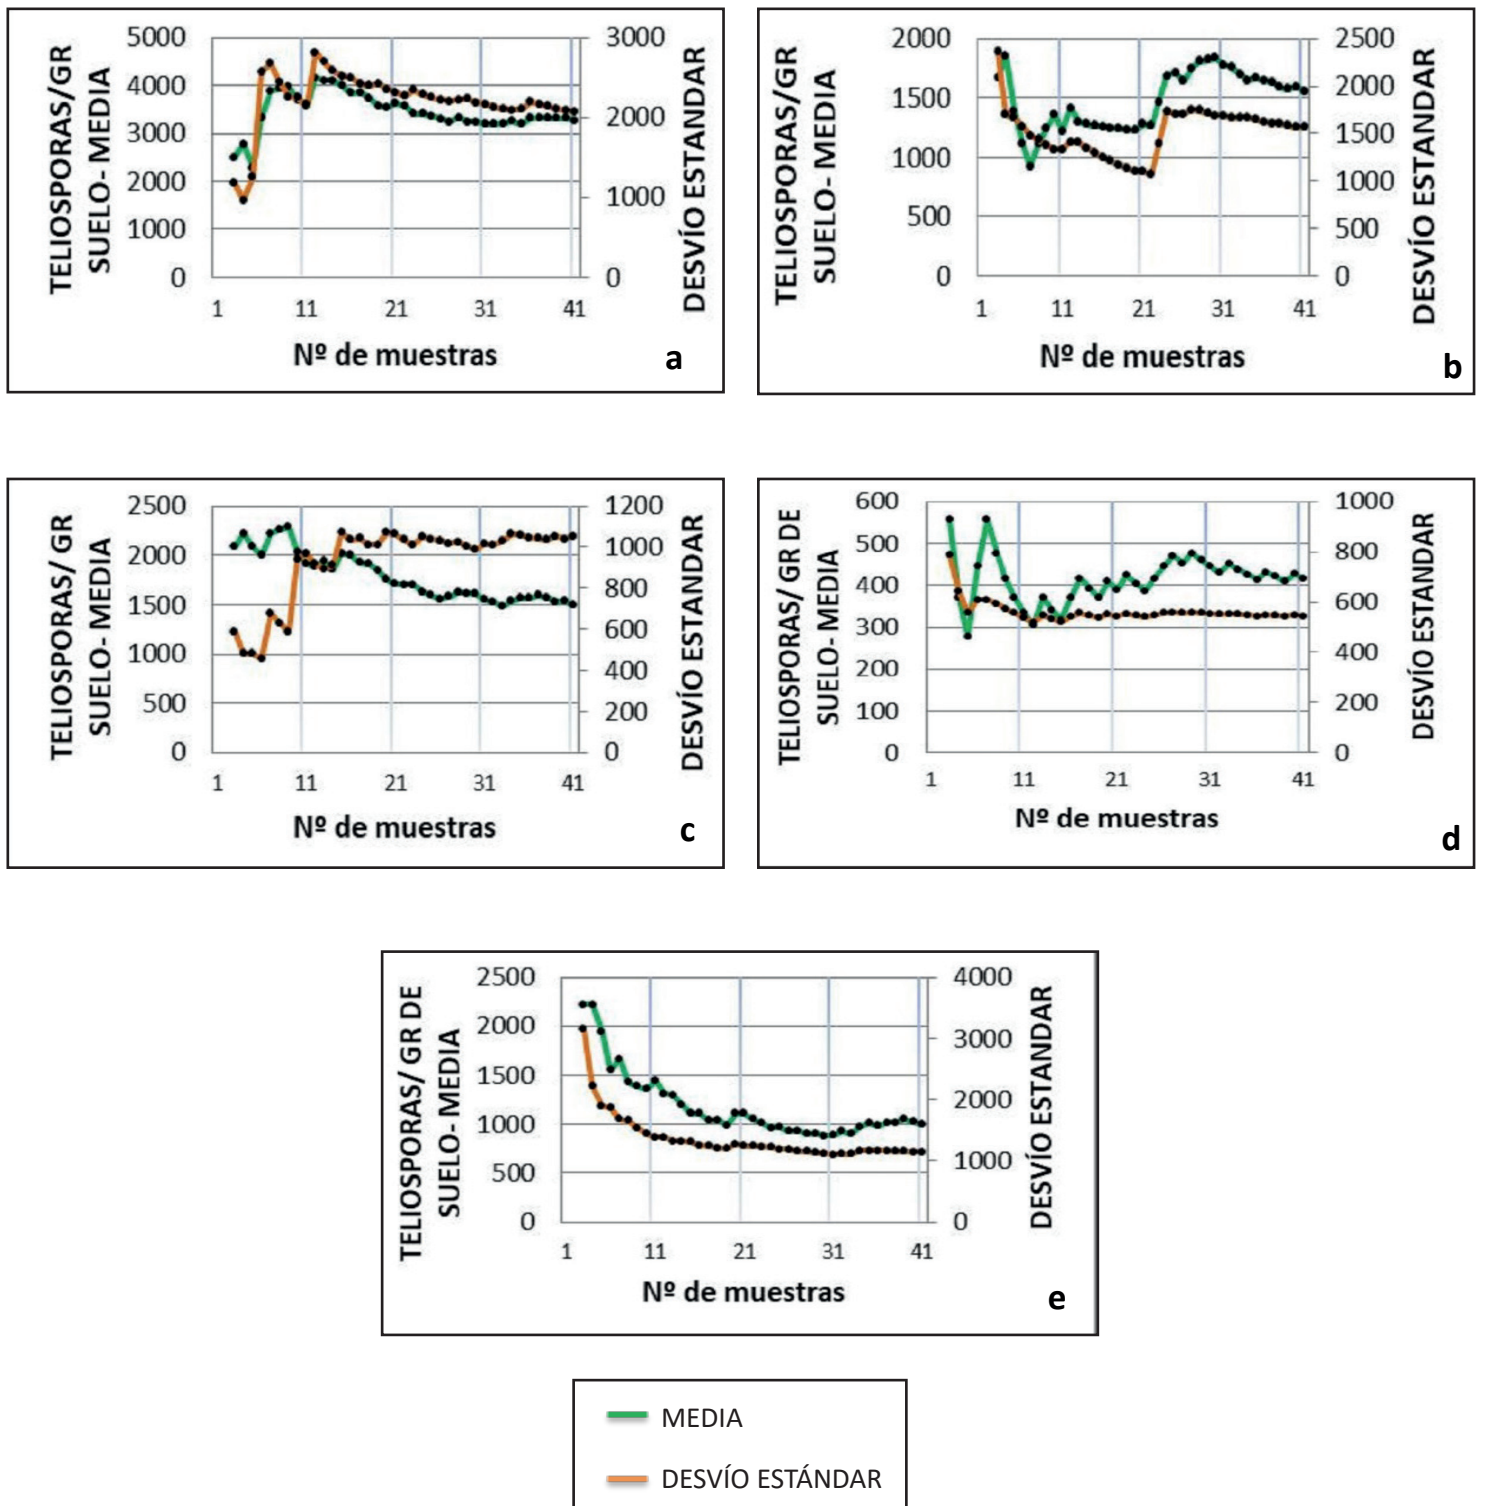 TELIOSPORAS/GR
SUELO- MEDIA
5000
4000
3000
2000
1000
0
3000
2000
1000
0
DESVÍO ESTANDAR
1 11 21 31 41
Nº de muestras
a
TELIOSPORAS/GR
SUELO- MEDIA
2000
1500
1000
500
0
2500
2000
1500
1000
500
0
DESVÍO ESTANDAR
1 11 21 31 41
Nº de muestras
b
TELIOSPORAS/ GR
SUELO- MEDIA
2500
2000
1500
1000
500
0
1200
1000
800
600
400
200
0
DESVÍO ESTANDAR
1 11 21 31 41
Nº de muestras
c
TELIOSPORAS/ GR DE
SUELO- MEDIA
600
500
400
300
200
100
0
1000
800
600
400
200
0
DESVÍO ESTANDAR
1 11 21 31 41
Nº de muestras
d
TELIOSPORAS/ GR DE
SUELO- MEDIA
2500
2000
1500
1000
500
0
4000
3000
2000
1000
0
DESVÍO ESTANDAR
1 11 21 31 41
Nº de muestras
e
MEDIA
DESVÍO ESTÁNDAR